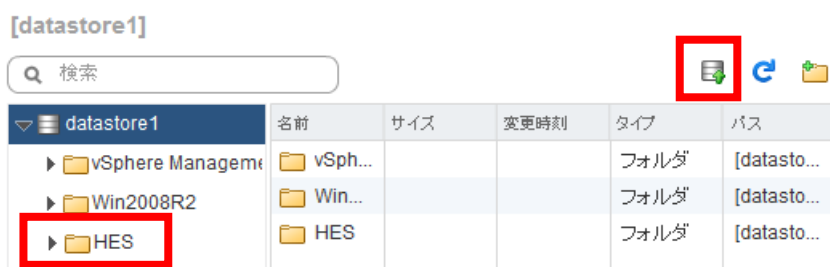 [datastore1]
検索
datastore1
名前 サイズ 変更時刻 タイプ パス
vSphere Manageme
vSph... フォルダ [datasto...
Win2008R2
Win... フォルダ [datasto...
HES
HES フォルダ [datasto...